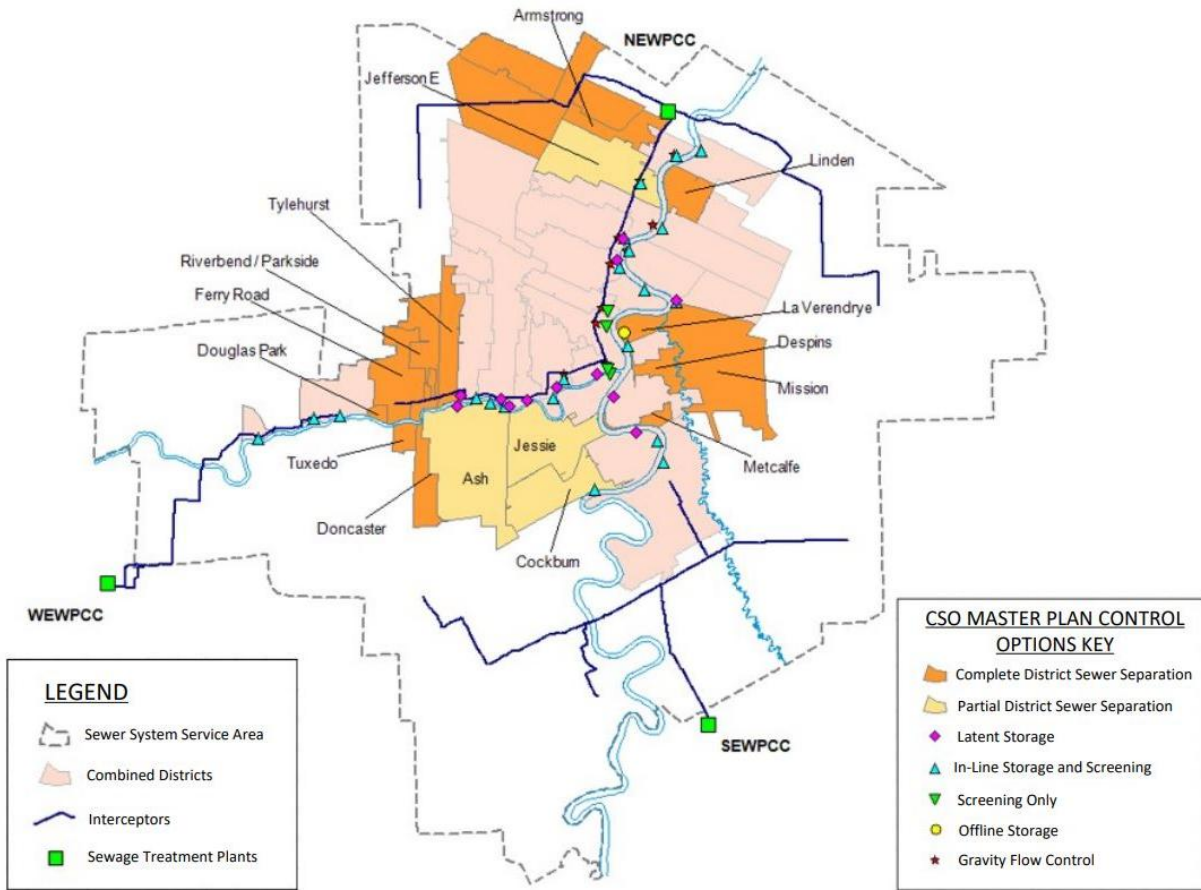 Armstrong
NEWPCC
Jefferson E
Linden
Tylehurst
Riverbend / Parkside
Ferry Road
La Verendrye
Douglas Park
Despins
Mission
Jessie
Tuxedo
Metcalfe
Ash
Doncaster
Cockburn
WEWPCC
SEWPCC
LEGEND
Sewer System Service Area
Combined Districts
Interceptors
Sewage Treatment Plants
CSO MASTER PLAN CONTROL
OPTIONS KEY
Complete District Sewer Separation
Partial District Sewer Separation
Latent Storage
In-Line Storage and Screening
Screening Only
Offline Storage
Gravity Flow Control